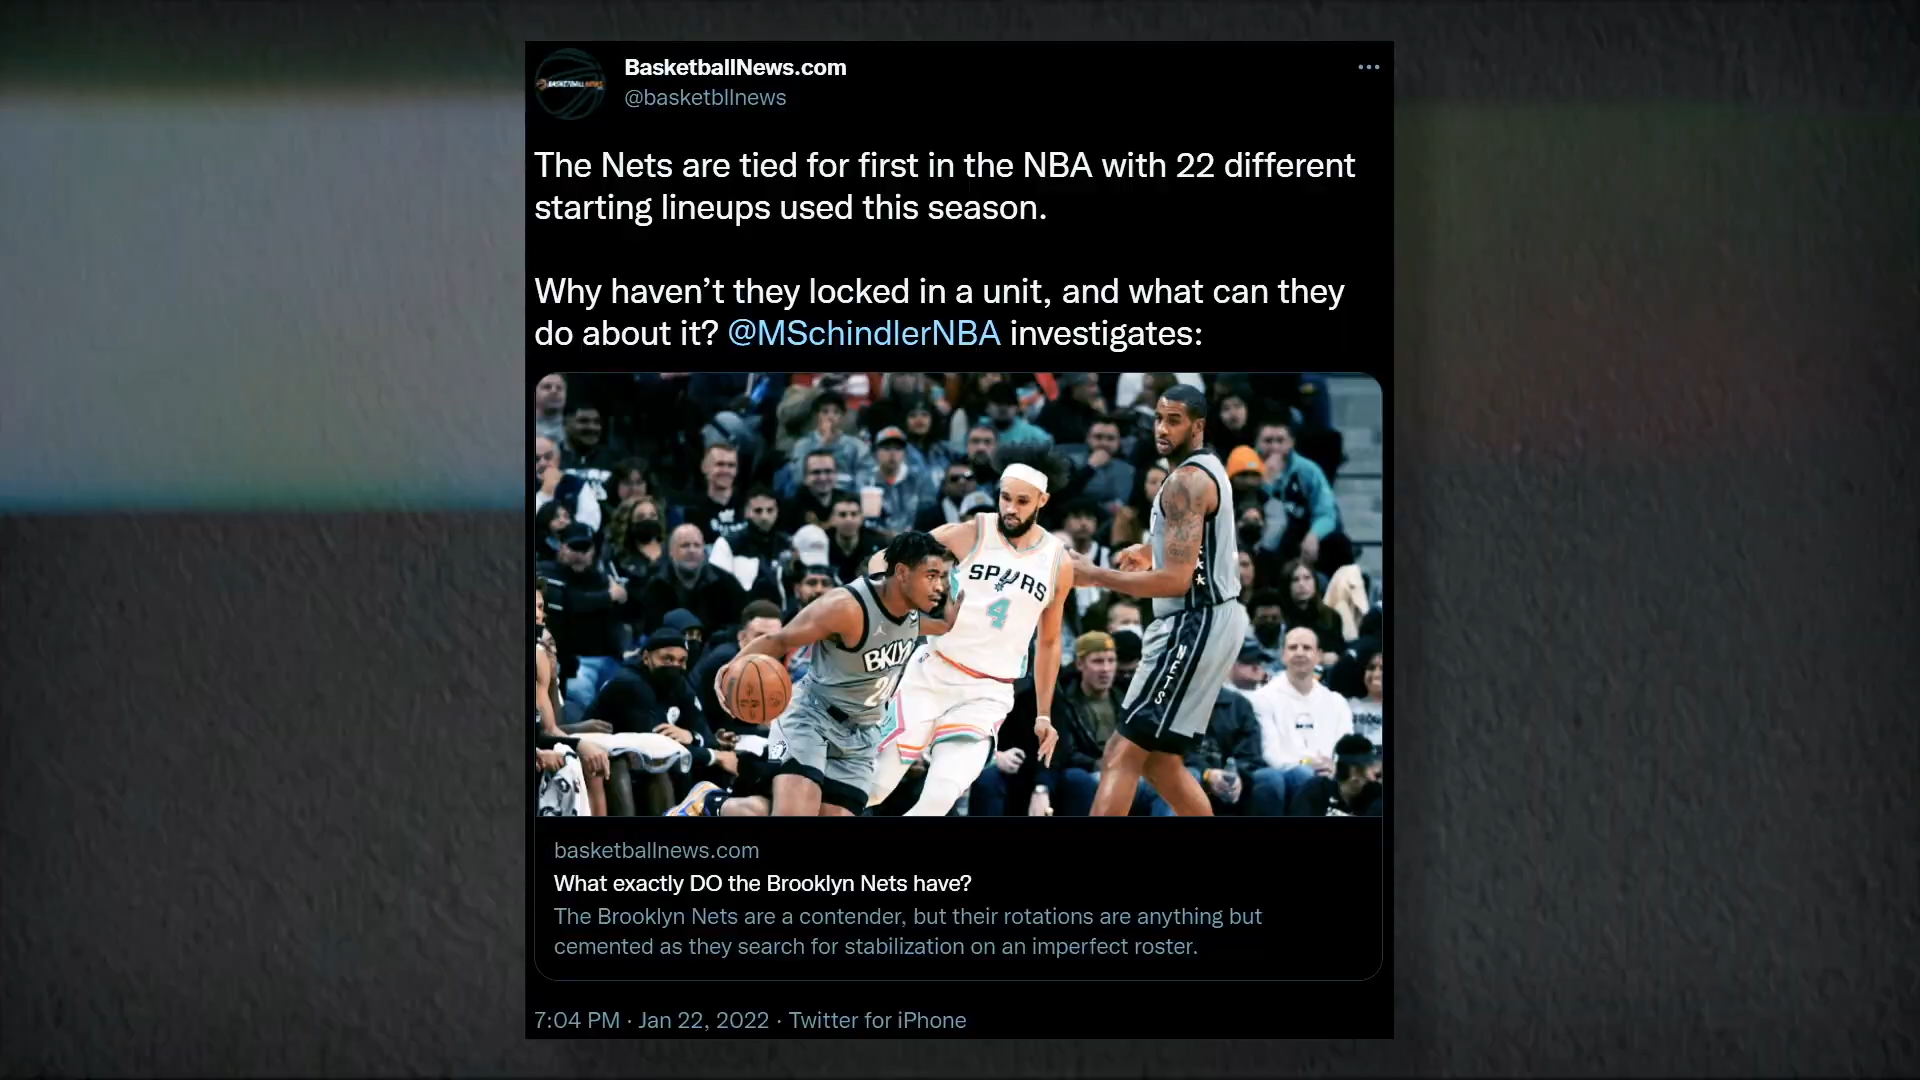 BasketballNews.com
@basketbllnews
The Nets are tied for first in the NBA with 22 different
starting lineups used this season.
Why haven’t they locked in a unit, and what can they
do about it? @MSchindlerNBA investigates:
SPURS
4
BKLYN
NETS
basketballnews.com
What exactly DO the Brooklyn Nets have?
The Brooklyn Nets are a contender, but their rotations are anything but
cemented as they search for stabilization on an imperfect roster.
7:04 PM · Jan 22, 2022 · Twitter for iPhone